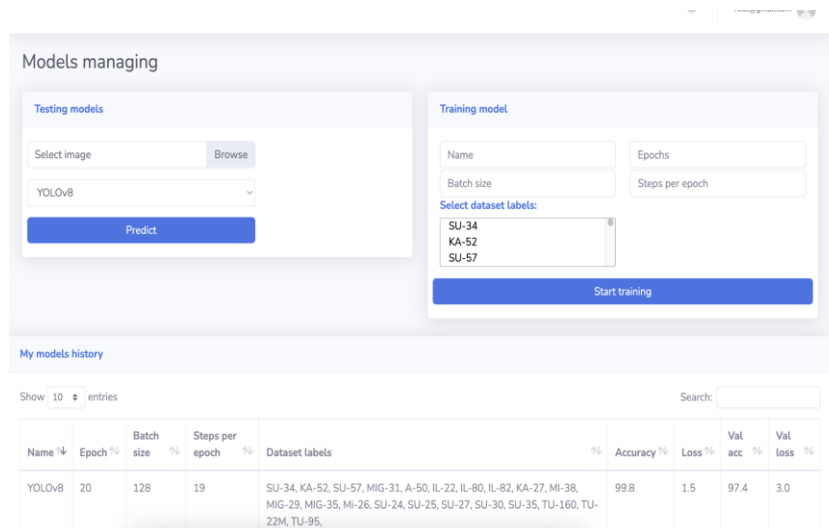 Models managing
Testing models
Select image Browse
YOLOv8
Predict
Training model
Name Epochs
Batch size Steps per epoch
Select dataset labels:
SU-34
KA-52
SU-57
Start training
My models history
Show 10 entries Search:
Name Epoch Batch size Steps per epoch Dataset labels Accuracy Loss Val acc Val loss
YOLOv8 20 128 19 SU-34, KA-52, SU-57, MIG-31, A-50, IL-22, IL-80, IL-82, KA-27, MI-38, 99.8 1.5 97.4 3.0
MIG-29, MIG-35, Mi-26, SU-24, SU-25, SU-27, SU-30, SU-35, TU-160, TU-
22M, TU-95,